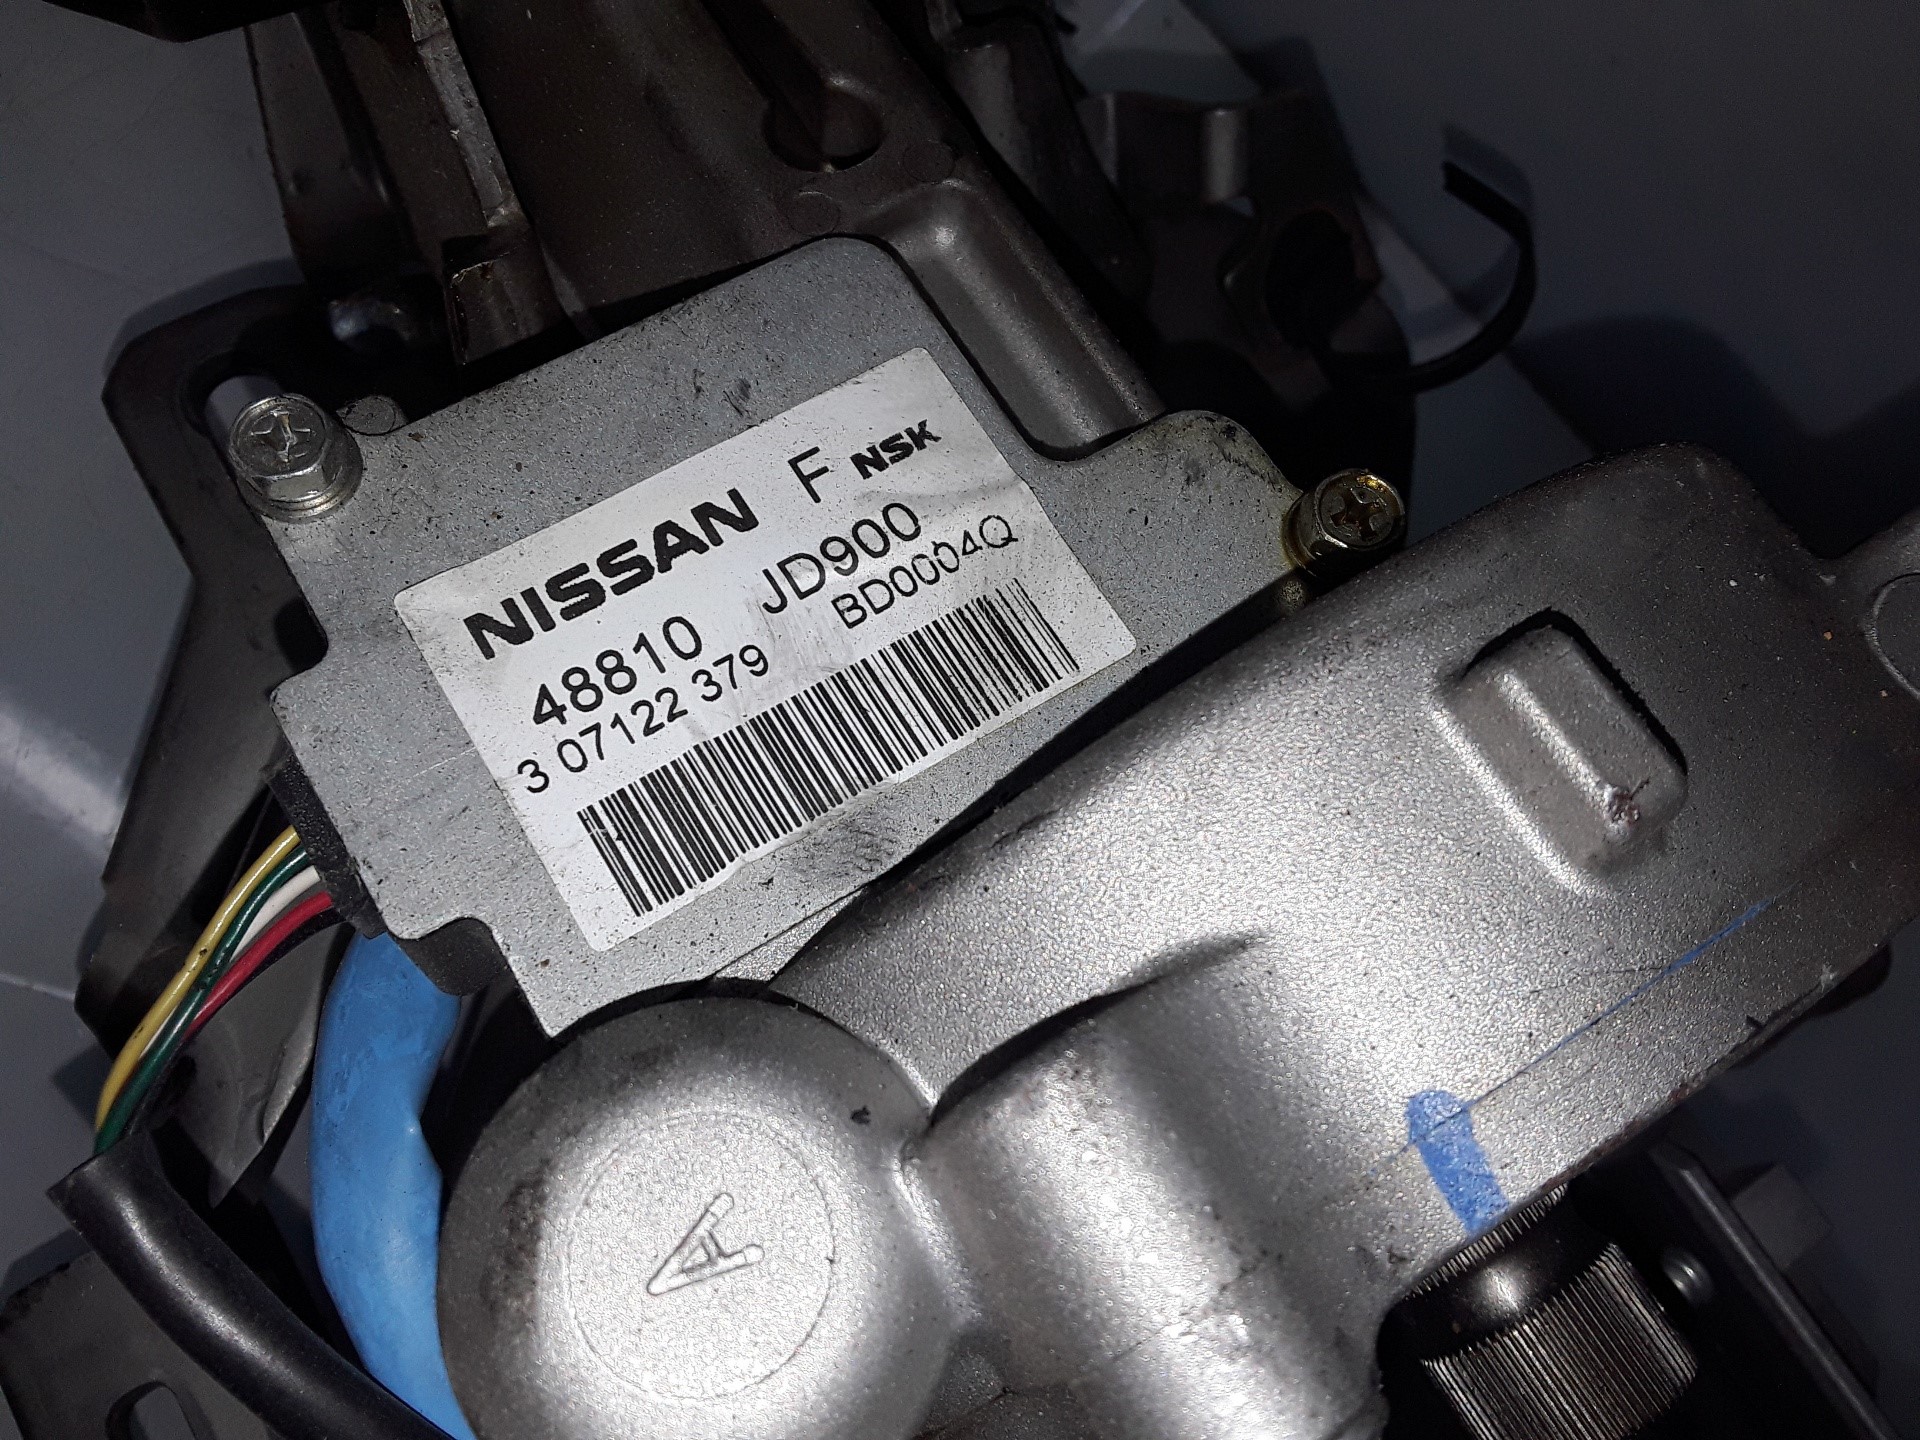 NISSAN F NSK
48810 JD900
3 07122 379 BD0004Q
A